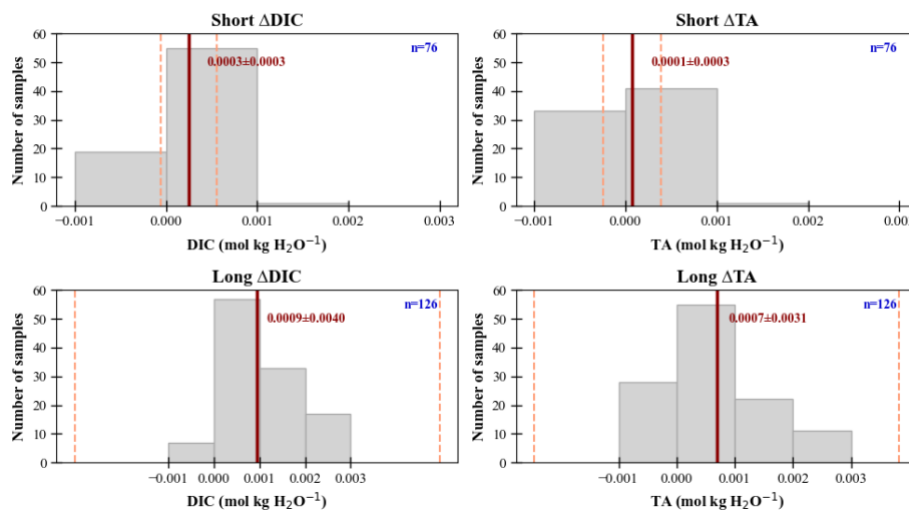 Short ΔDIC
Number of samples
60
50
40
30
20
10
0
n=76
0.0003±0.0003
−0.001 0.000 0.001 0.002 0.003
DIC (mol kg H₂O⁻¹)
Short ΔTA
Number of samples
60
50
40
30
20
10
0
n=76
0.0001±0.0003
−0.001 0.000 0.001 0.002 0.00
TA (mol kg H₂O⁻¹)
Long ΔDIC
Number of samples
60
50
40
30
20
10
0
n=126
0.0009±0.0040
−0.001 0.000 0.001 0.002 0.003
DIC (mol kg H₂O⁻¹)
Long ΔTA
Number of samples
60
50
40
30
20
10
0
n=126
0.0007±0.0031
−0.001 0.000 0.001 0.002 0.003
TA (mol kg H₂O⁻¹)